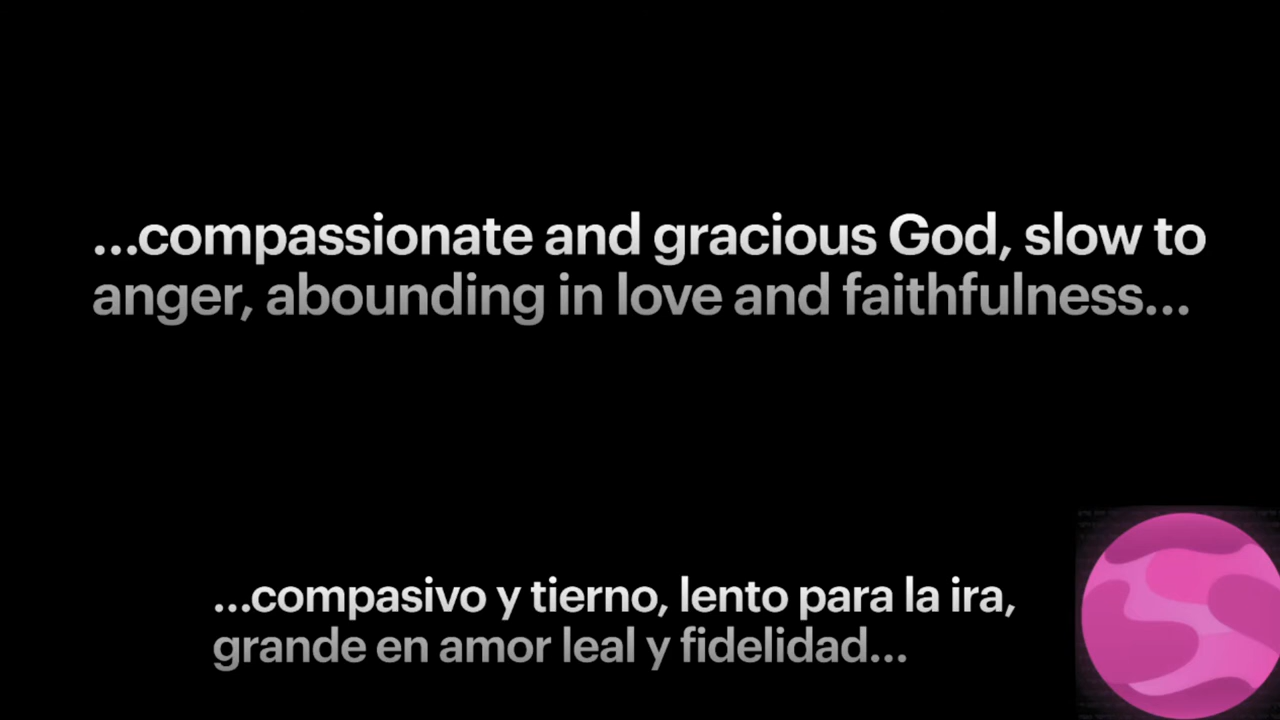 ...compassionate and gracious God, slow to
anger, abounding in love and faithfulness...
...compasivo y tierno, lento para la ira,
grande en amor leal y fidelidad...